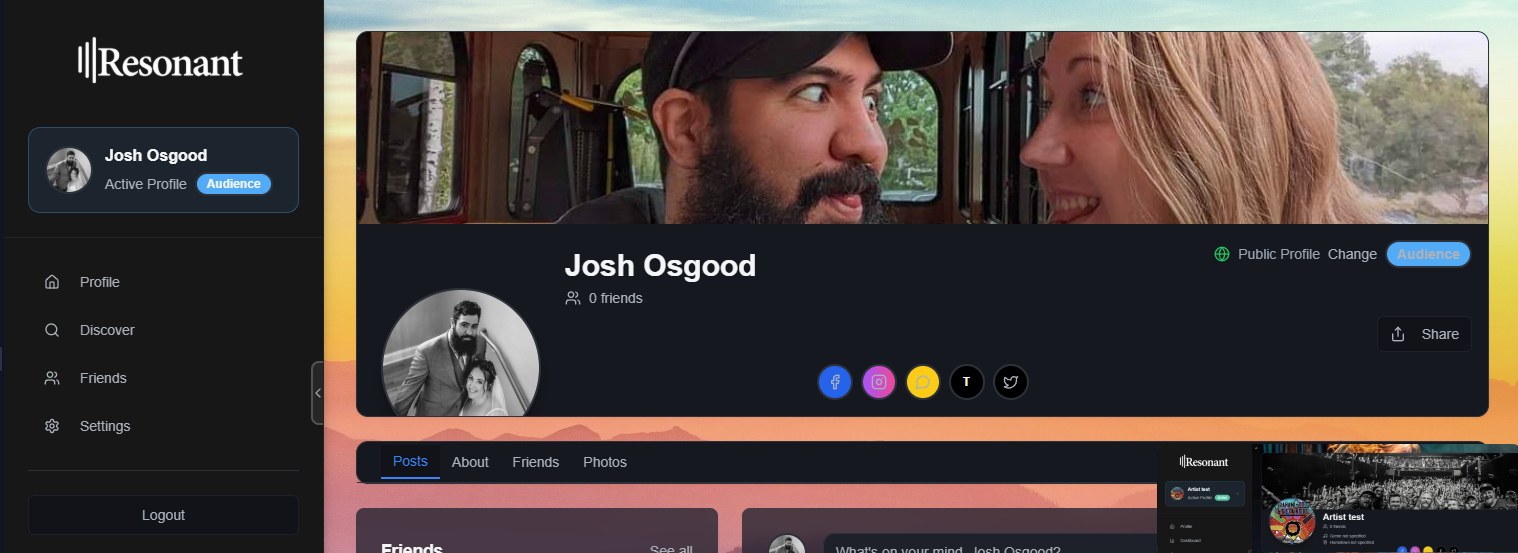 Resonant
Josh Osgood
Active Profile Audience
Profile
Discover
Friends
Settings
Logout
Josh Osgood
0 friends
Public Profile Change Audience
Share
T
Posts About Friends Photos
Friends See all
What's on your mind, Josh Osgood?
Resonant
Artist test
Active Profile Artist
Profile
Dashboard
Artist test
0 friends
Genre not specified
Hometown not specified